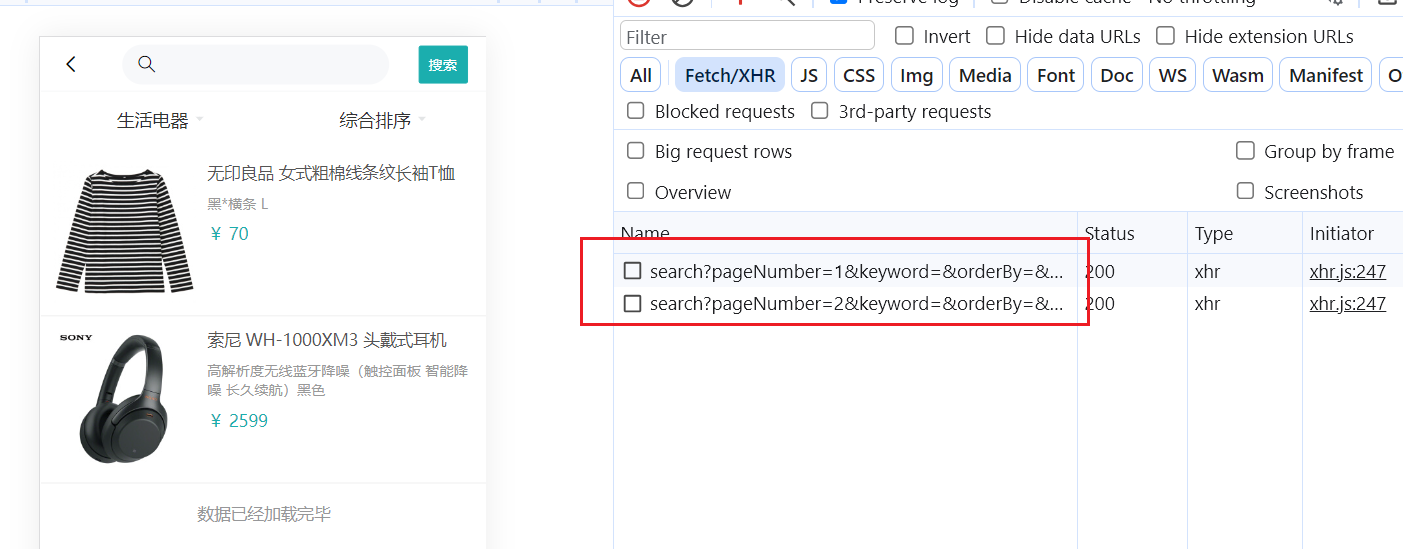 Preserve log Disable cache No throttling
搜索
Filter Invert Hide data URLs Hide extension URLs
All Fetch/XHR JS CSS Img Media Font Doc WS Wasm Manifest O
Blocked requests 3rd-party requests
Big request rows Group by frame
Overview Screenshots
Name Status Type Initiator
search?pageNumber=1&keyword=&orderBy=&... 200 xhr xhr.js:247
search?pageNumber=2&keyword=&orderBy=&... 200 xhr xhr.js:247
生活电器 综合排序
无印良品 女式粗棉线条纹长袖T恤
黑*横条 L
¥ 70
SONY
索尼 WH-1000XM3 头戴式耳机
高解析度无线蓝牙降噪（触控面板 智能降
噪 长久续航）黑色
¥ 2599
数据已经加载完毕